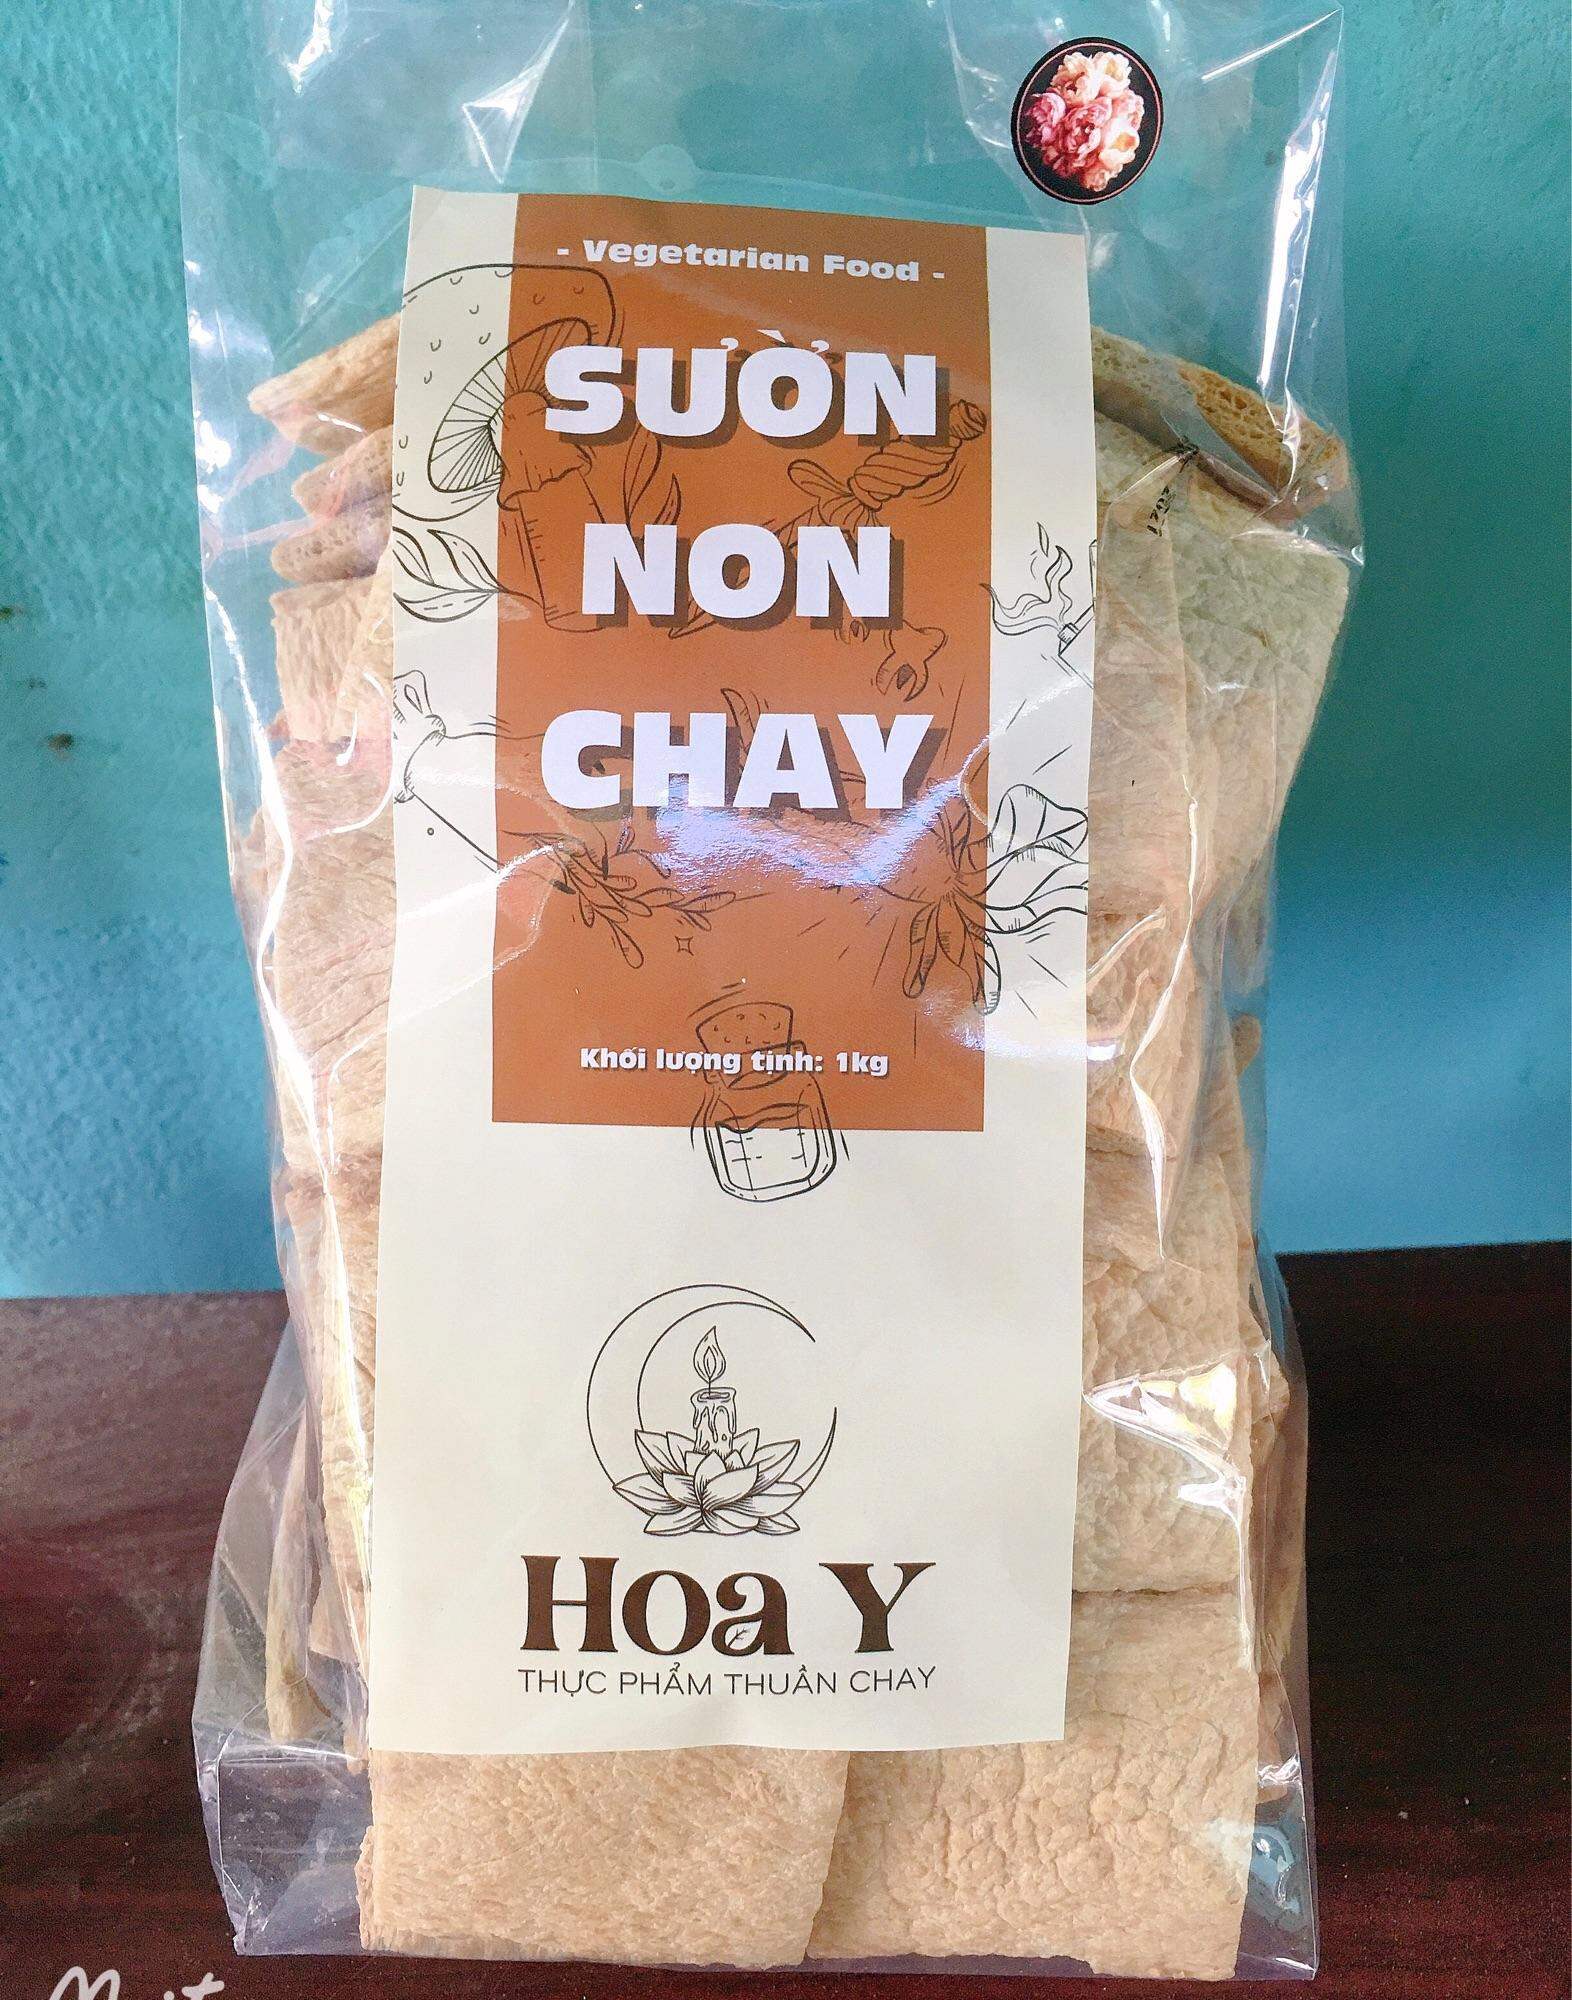 - Vegetarian Food -
SƯỜN
NON
CHAY
Khối lượng tịnh: 1kg
Hoa Y
THỰC PHẨM THUẦN CHAY